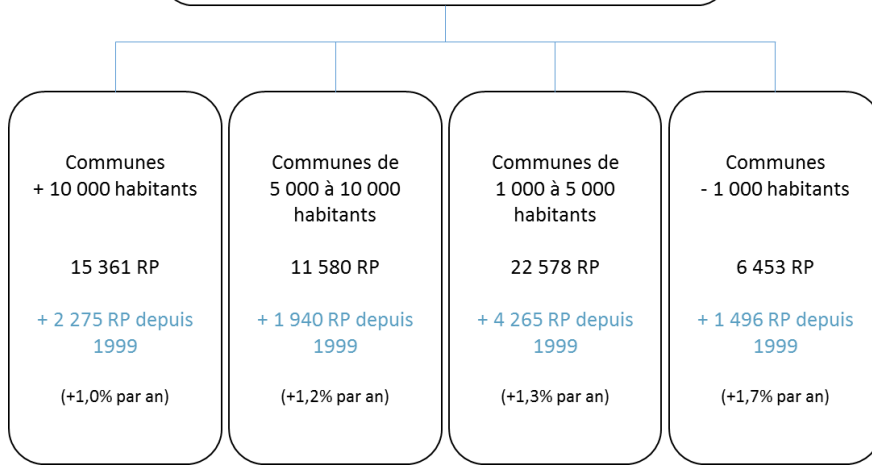 Communes
+ 10 000 habitants
15 361 RP
+ 2 275 RP depuis
1999
(+1,0% par an)
Communes de
5 000 à 10 000
habitants
11 580 RP
+ 1 940 RP depuis
1999
(+1,2% par an)
Communes de
1 000 à 5 000
habitants
22 578 RP
+ 4 265 RP depuis
1999
(+1,3% par an)
Communes
- 1 000 habitants
6 453 RP
+ 1 496 RP depuis
1999
(+1,7% par an)